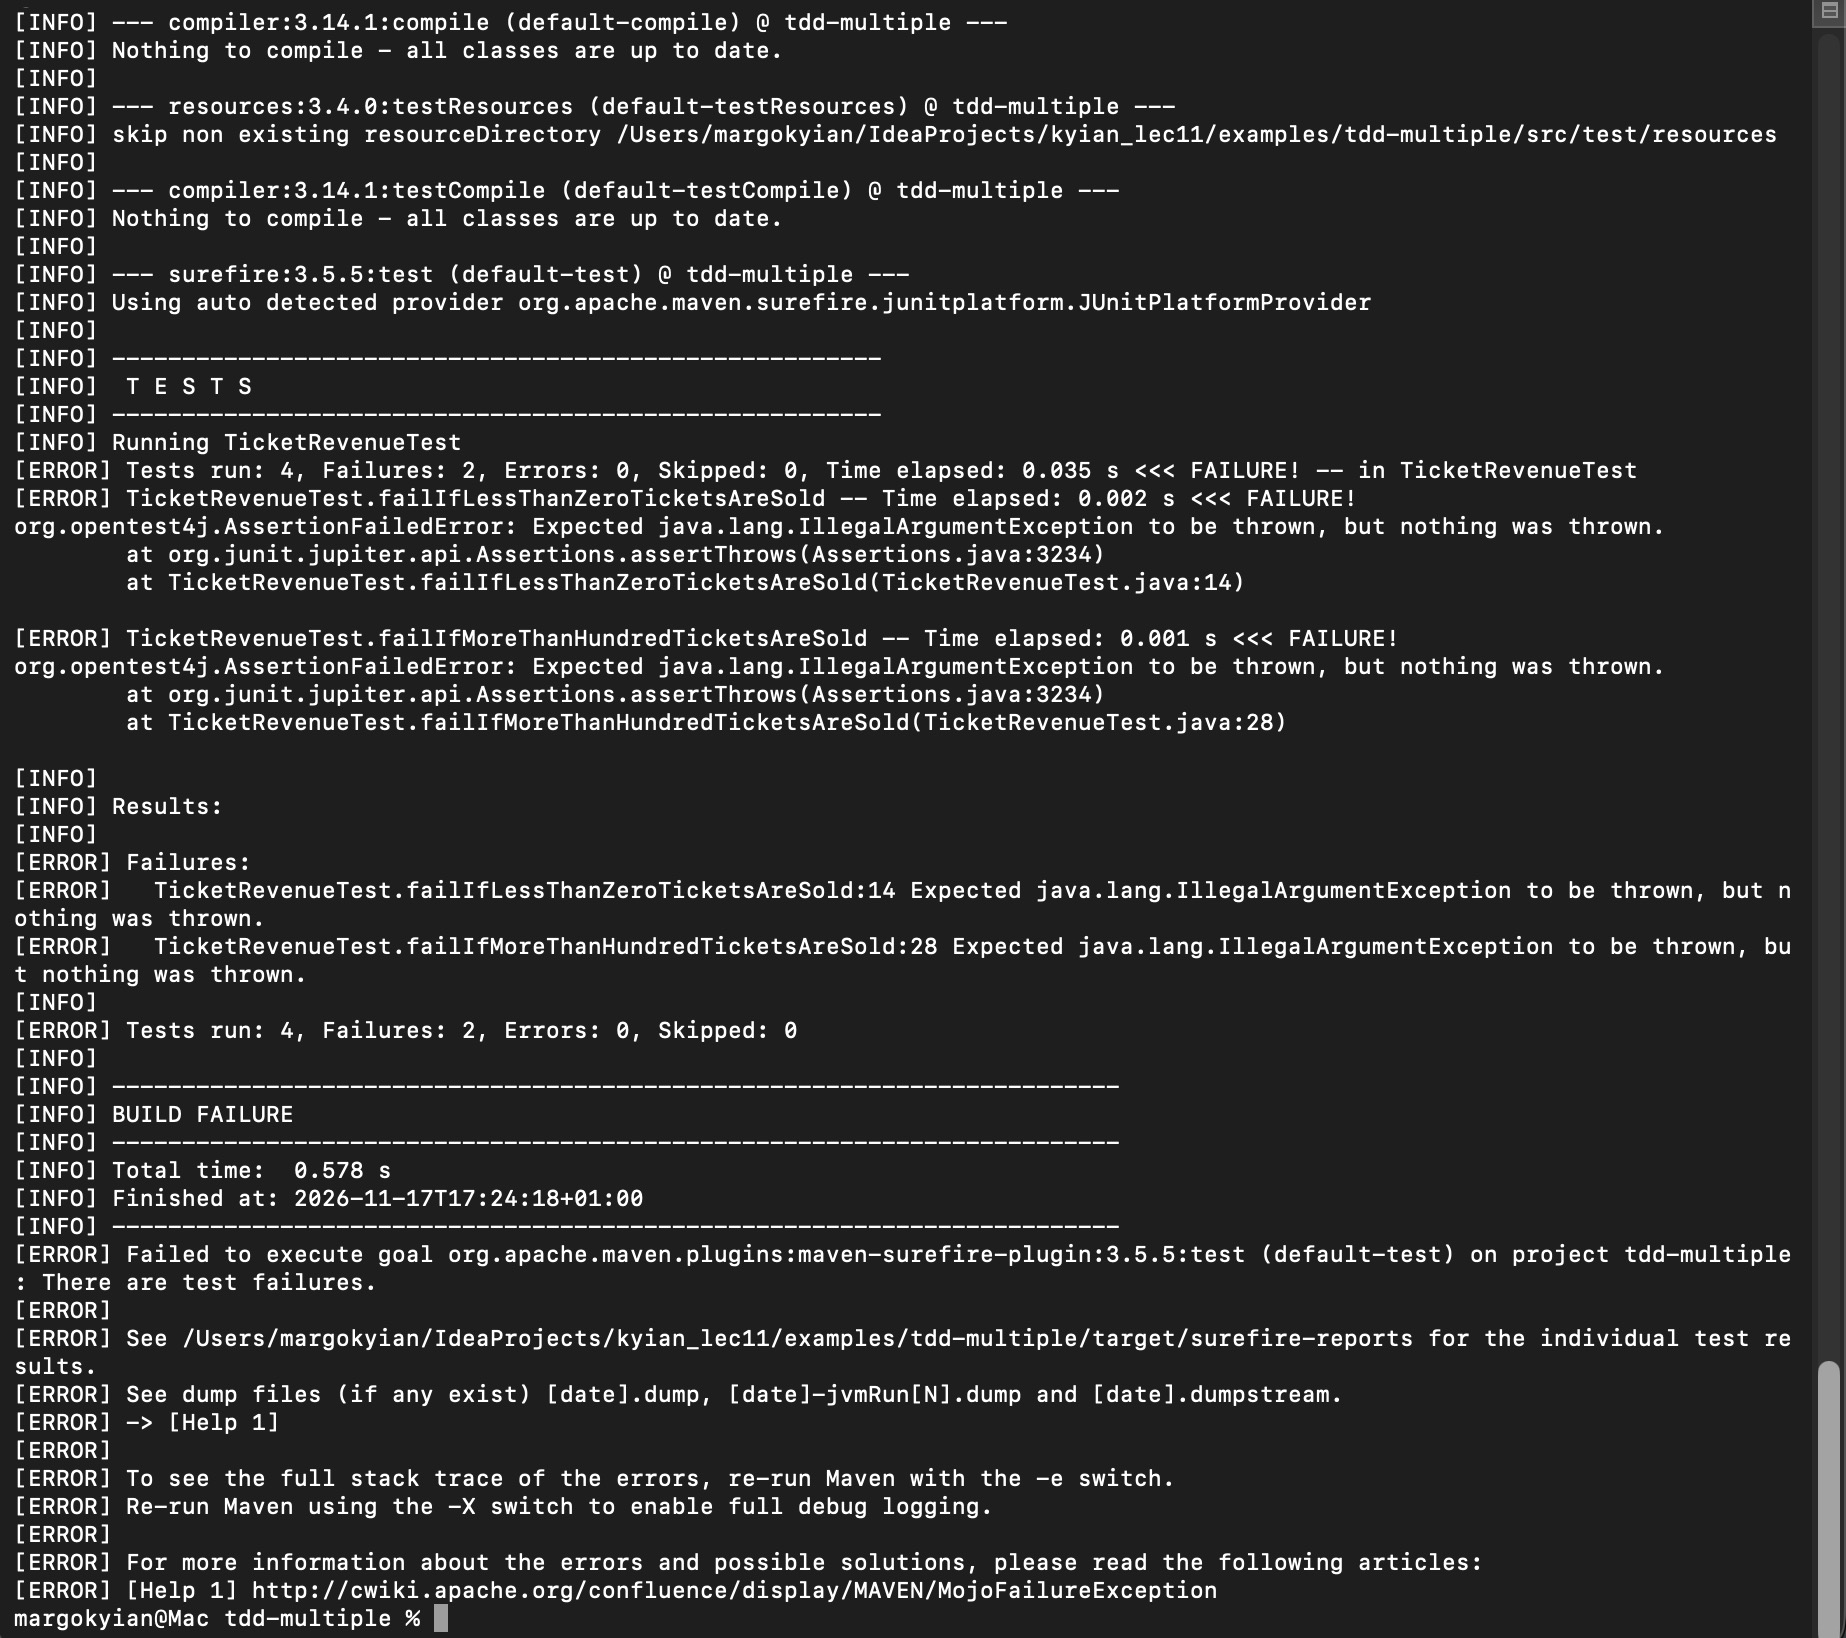 [INFO] --- compiler:3.14.1:compile (default-compile) @ tdd-multiple ---
[INFO] Nothing to compile - all classes are up to date.
[INFO]
[INFO] --- resources:3.4.0:testResources (default-testResources) @ tdd-multiple ---
[INFO] skip non existing resourceDirectory /Users/margokyian/IdeaProjects/kyian_lec11/examples/tdd-multiple/src/test/resources
[INFO]
[INFO] --- compiler:3.14.1:testCompile (default-testCompile) @ tdd-multiple ---
[INFO] Nothing to compile - all classes are up to date.
[INFO]
[INFO] --- surefire:3.5.5:test (default-test) @ tdd-multiple ---
[INFO] Using auto detected provider org.apache.maven.surefire.junitplatform.JUnitPlatformProvider
[INFO]
[INFO] -------------------------------------------------------
[INFO]  T E S T S
[INFO] -------------------------------------------------------
[INFO] Running TicketRevenueTest
[ERROR] Tests run: 4, Failures: 2, Errors: 0, Skipped: 0, Time elapsed: 0.035 s <<< FAILURE! -- in TicketRevenueTest
[ERROR] TicketRevenueTest.failIfLessThanZeroTicketsAreSold -- Time elapsed: 0.002 s <<< FAILURE!
org.opentest4j.AssertionFailedError: Expected java.lang.IllegalArgumentException to be thrown, but nothing was thrown.
        at org.junit.jupiter.api.Assertions.assertThrows(Assertions.java:3234)
        at TicketRevenueTest.failIfLessThanZeroTicketsAreSold(TicketRevenueTest.java:14)

[ERROR] TicketRevenueTest.failIfMoreThanHundredTicketsAreSold -- Time elapsed: 0.001 s <<< FAILURE!
org.opentest4j.AssertionFailedError: Expected java.lang.IllegalArgumentException to be thrown, but nothing was thrown.
        at org.junit.jupiter.api.Assertions.assertThrows(Assertions.java:3234)
        at TicketRevenueTest.failIfMoreThanHundredTicketsAreSold(TicketRevenueTest.java:28)

[INFO]
[INFO] Results:
[INFO]
[ERROR] Failures:
[ERROR]   TicketRevenueTest.failIfLessThanZeroTicketsAreSold:14 Expected java.lang.IllegalArgumentException to be thrown, but n
othing was thrown.
[ERROR]   TicketRevenueTest.failIfMoreThanHundredTicketsAreSold:28 Expected java.lang.IllegalArgumentException to be thrown, bu
t nothing was thrown.
[INFO]
[ERROR] Tests run: 4, Failures: 2, Errors: 0, Skipped: 0
[INFO]
[INFO] ------------------------------------------------------------------------
[INFO] BUILD FAILURE
[INFO] ------------------------------------------------------------------------
[INFO] Total time:  0.578 s
[INFO] Finished at: 2026-11-17T17:24:18+01:00
[INFO] ------------------------------------------------------------------------
[ERROR] Failed to execute goal org.apache.maven.plugins:maven-surefire-plugin:3.5.5:test (default-test) on project tdd-multiple
: There are test failures.
[ERROR]
[ERROR] See /Users/margokyian/IdeaProjects/kyian_lec11/examples/tdd-multiple/target/surefire-reports for the individual test re
sults.
[ERROR] See dump files (if any exist) [date].dump, [date]-jvmRun[N].dump and [date].dumpstream.
[ERROR] -> [Help 1]
[ERROR]
[ERROR] To see the full stack trace of the errors, re-run Maven with the -e switch.
[ERROR] Re-run Maven using the -X switch to enable full debug logging.
[ERROR]
[ERROR] For more information about the errors and possible solutions, please read the following articles:
[ERROR] [Help 1] http://cwiki.apache.org/confluence/display/MAVEN/MojoFailureException
margokyian@Mac tdd-multiple %